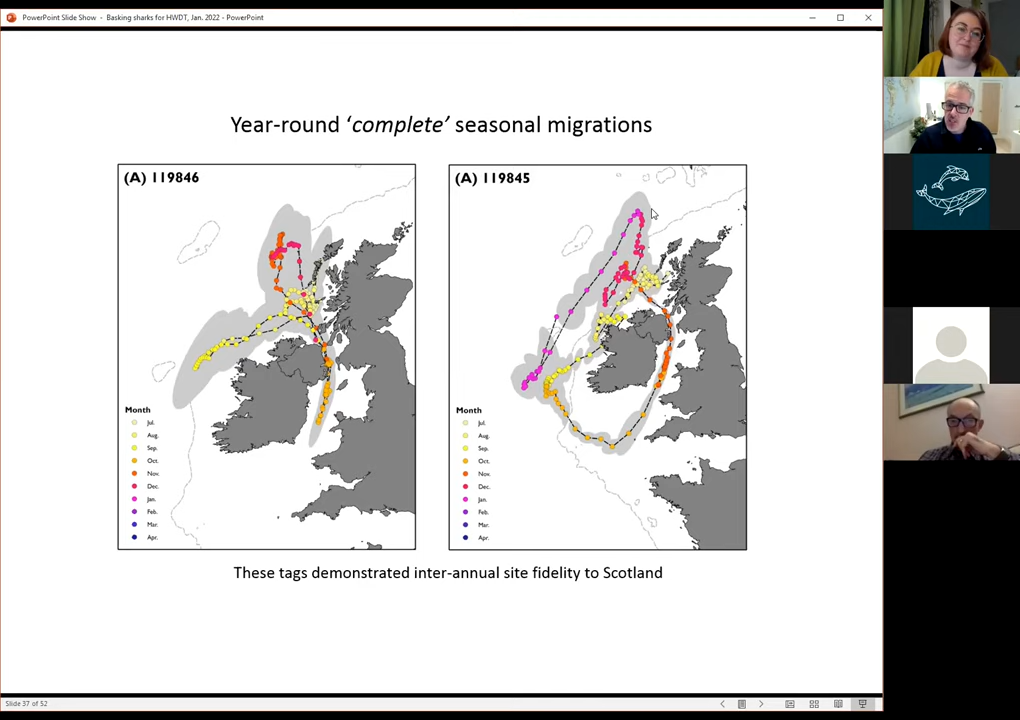 PowerPoint Slide Show - Basking sharks for HWDT, Jan. 2022 - PowerPoint
Year-round ‘complete’ seasonal migrations
(A) 119846
Month
Jul.
Aug.
Sep.
Oct.
Nov.
Dec.
Jan.
Feb.
Mar.
Apr.
(A) 119845
Month
Jul.
Aug.
Sep.
Oct.
Nov.
Dec.
Jan.
Feb.
Mar.
Apr.
These tags demonstrated inter-annual site fidelity to Scotland
Slide 37 of 52